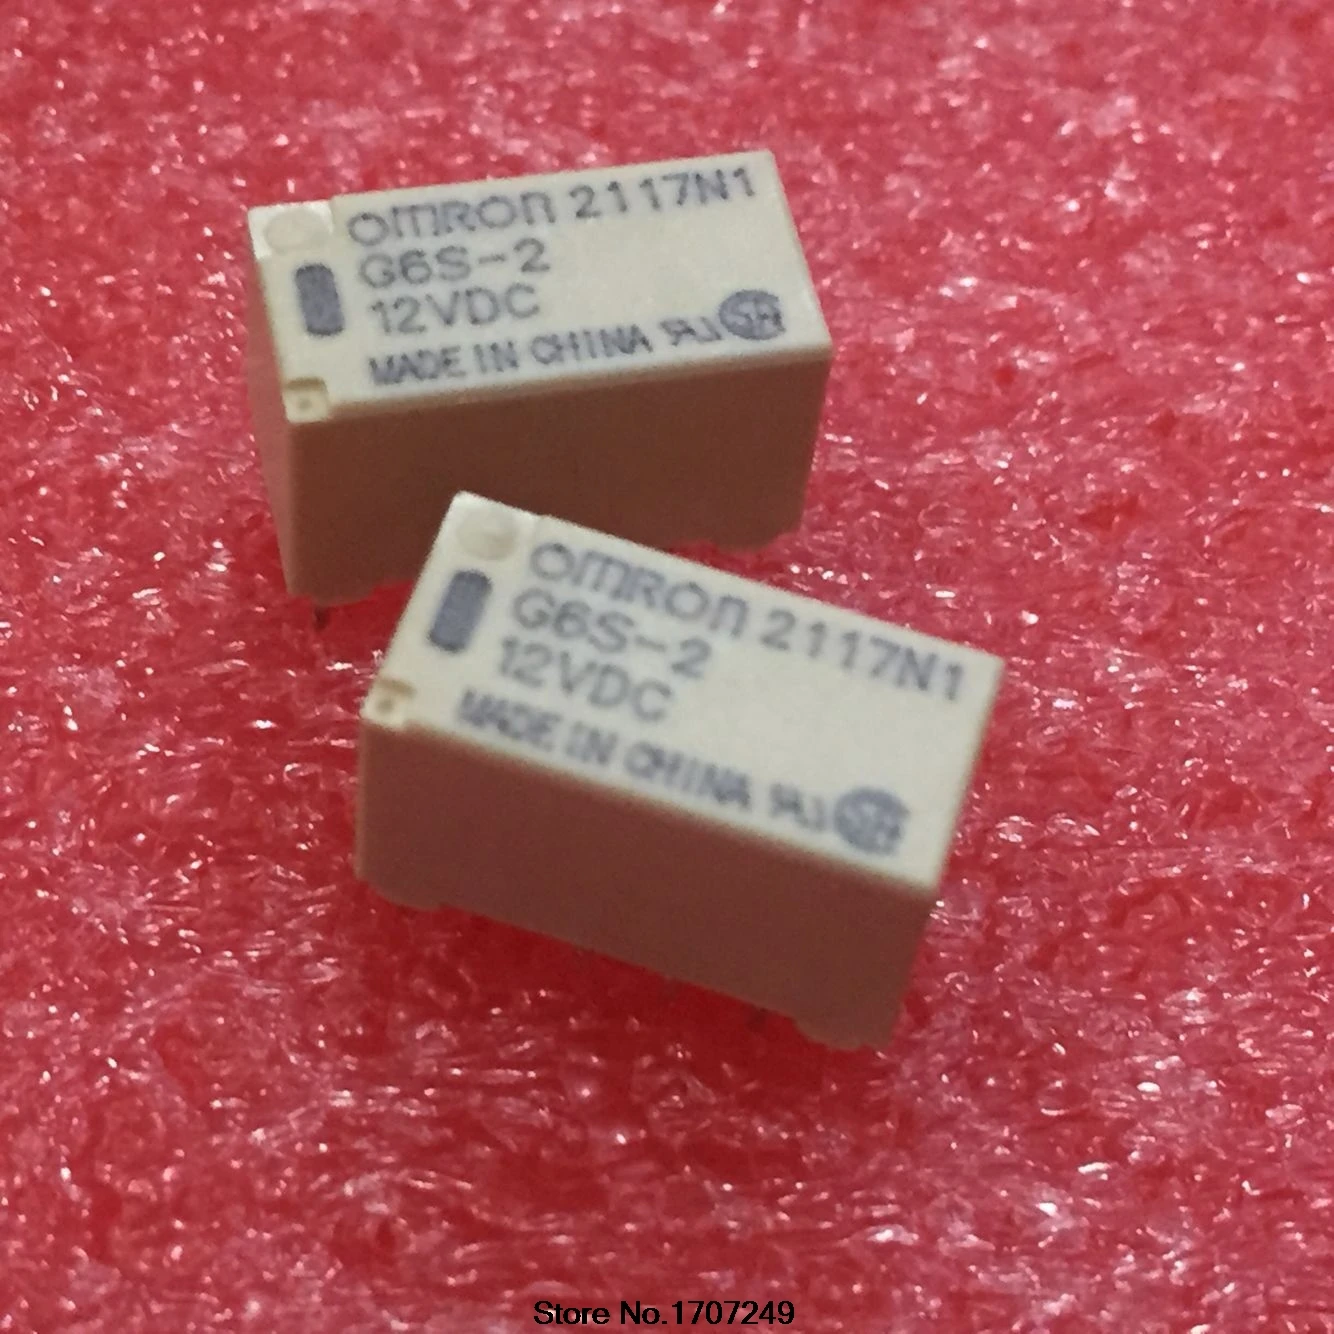 OMRON 2117N1
G6S-2
12VDC
MADE IN CHINA
OMRON 2117N1
G6S-2
12VDC
MADE IN CHINA
Store No.1707249